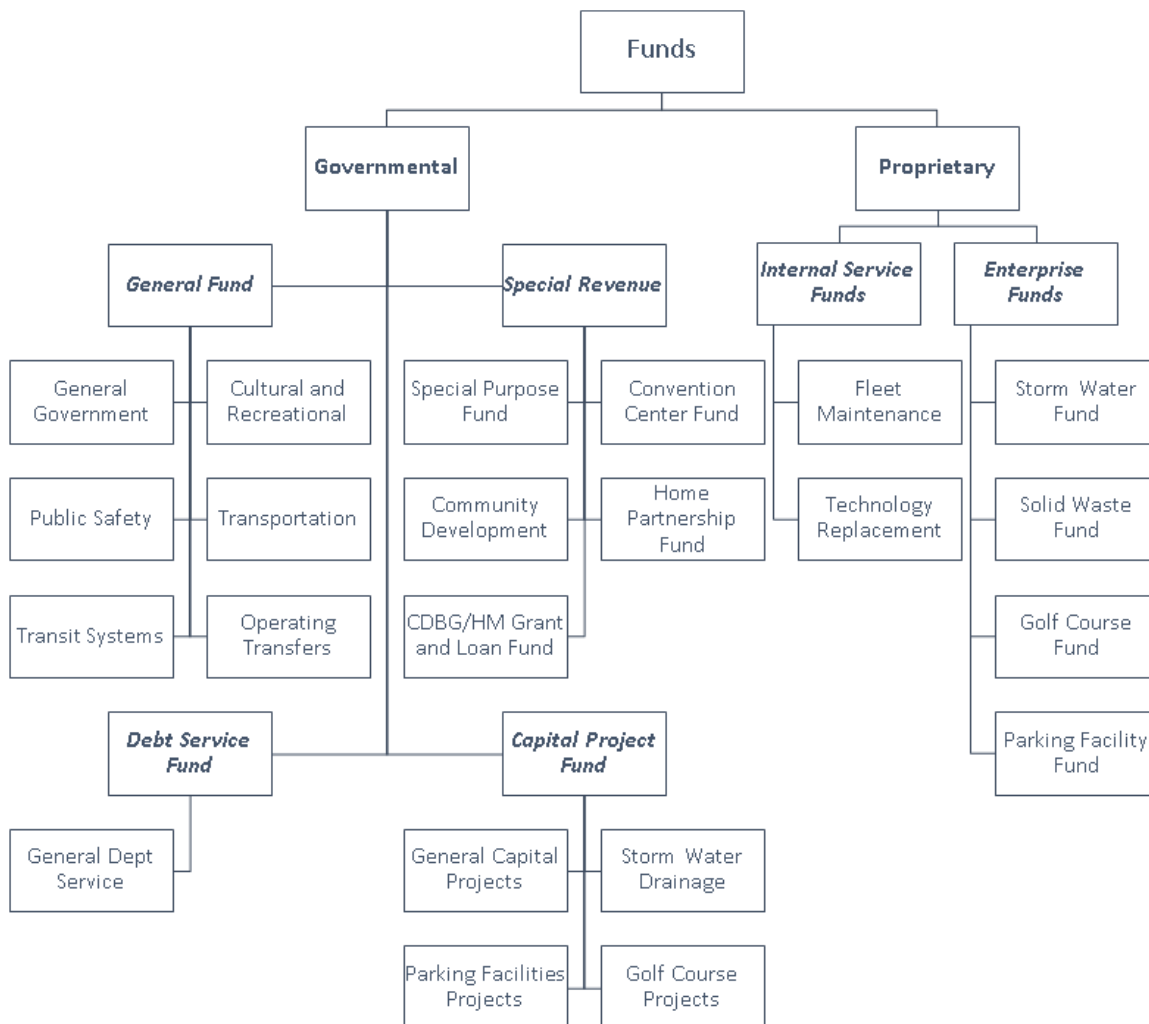 Funds
Governmental
Proprietary
General Fund
Special Revenue
Internal Service
Funds
Enterprise
Funds
General
Government
Cultural and
Recreational
Special Purpose
Fund
Convention
Center Fund
Fleet
Maintenance
Storm Water
Fund
Public Safety
Transportation
Community
Development
Home
Partnership
Fund
Technology
Replacement
Solid Waste
Fund
Transit Systems
Operating
Transfers
CDBG/HM Grant
and Loan Fund
Golf Course
Fund
Debt Service
Fund
Capital Project
Fund
Parking Facility
Fund
General Dept
Service
General Capital
Projects
Storm Water
Drainage
Parking Facilities
Projects
Golf Course
Projects